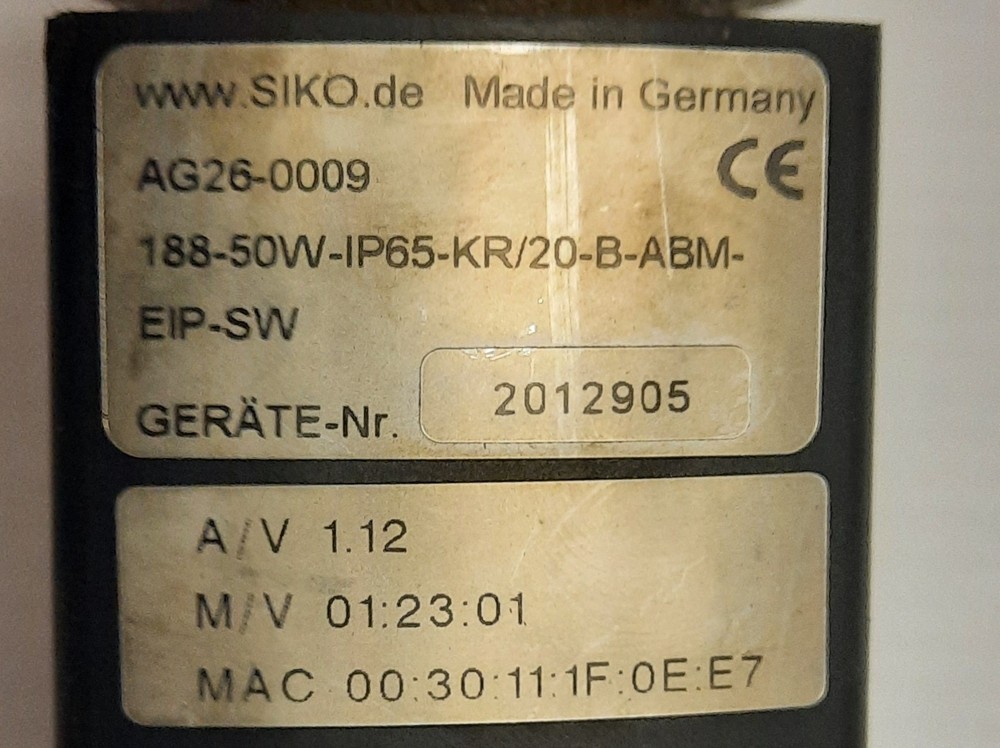 www.SIKO.de Made in Germany
AG26-0009 CE
188-50W-IP65-KR/20-B-ABM-
EIP-SW
GERÄTE-Nr. 2012905
A/V 1.12
M/V 01:23:01
MAC 00:30:11:1F:0E:E7